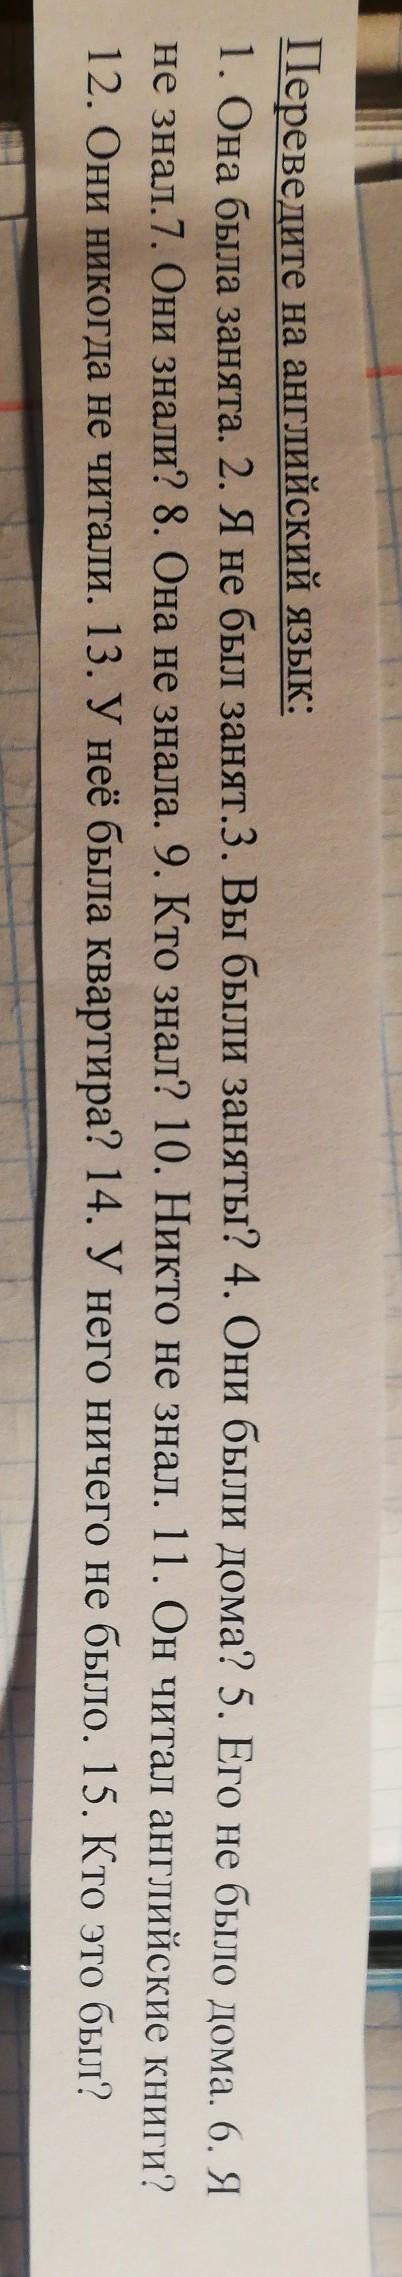 Переведите на английский язык:
1. Она была занята. 2. Я не был занят.3. Вы были заняты? 4. Они были дома? 5. Его не было дома. 6. Я
не знал.7. Они знали? 8. Она не знала. 9. Кто знал? 10. Никто не знал. 11. Он читал английские книги?
12. Они никогда не читали. 13. У неё была квартира? 14. У него ничего не было. 15. Кто это был?